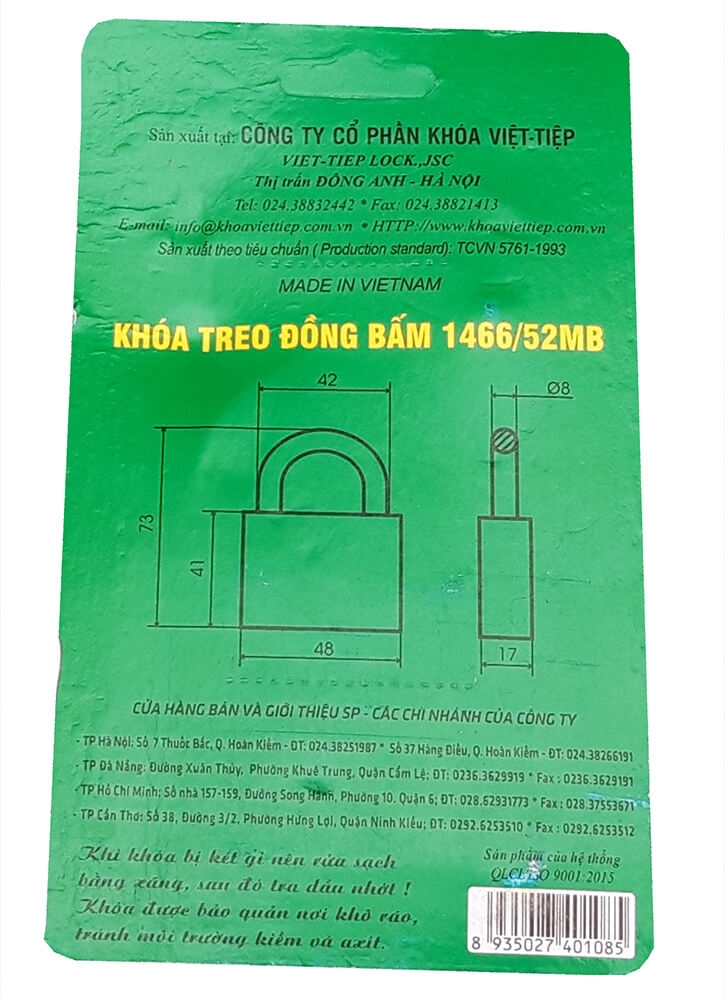 Sản xuất tại: CÔNG TY CỔ PHẦN KHÓA VIỆT-TIỆP
VIET-TIEP LOCK.,JSC
Thị trấn ĐÔNG ANH - HÀ NỘI
Tel: 024.38832442 * Fax: 024.38821413
E-mail: info@khoaviettiep.com.vn * HTTP://www.khoaviettiep.com.vn
Sản xuất theo tiêu chuẩn ( Production standard): TCVN 5761-1993
MADE IN VIETNAM
KHÓA TREO ĐỒNG BẤM 1466/52MB
42
Ø8
73
41
48
17
CỬA HÀNG BÁN VÀ GIỚI THIỆU SP - CÁC CHI NHÁNH CỦA CÔNG TY
- TP Hà Nội: Số 7 Thuốc Bắc, Q. Hoàn Kiếm - ĐT: 024.38251987 * Số 37 Hàng Điếu, Q. Hoàn Kiếm - ĐT: 024.38266191
- TP Đà Nẵng: Đường Xuân Thủy, Phường Khuê Trung, Quận Cẩm Lệ; ĐT: 0236.3629919 * Fax : 0236.3629191
- TP.Hồ Chí Minh; Số nhà 157-159, Đường Song Hành, Phường 10. Quận 6; ĐT: 028.62931773 * Fax : 028.37553671
- TP.Cần Thơ: Số 38, Đường 3/2, Phường Hưng Lợi, Quận Ninh Kiều; ĐT: 0292.6253510 * Fax : 0292.6253512
Khi khóa bị kẹt gỉ nên rửa sạch
bằng xăng, sau đó tra dầu nhớt !
Khóa được bảo quản nơi khô ráo,
tránh môi trường kiềm và axít.
Sản phẩm của hệ thống
QLCL ISO 9001:2015
8 935027 401085